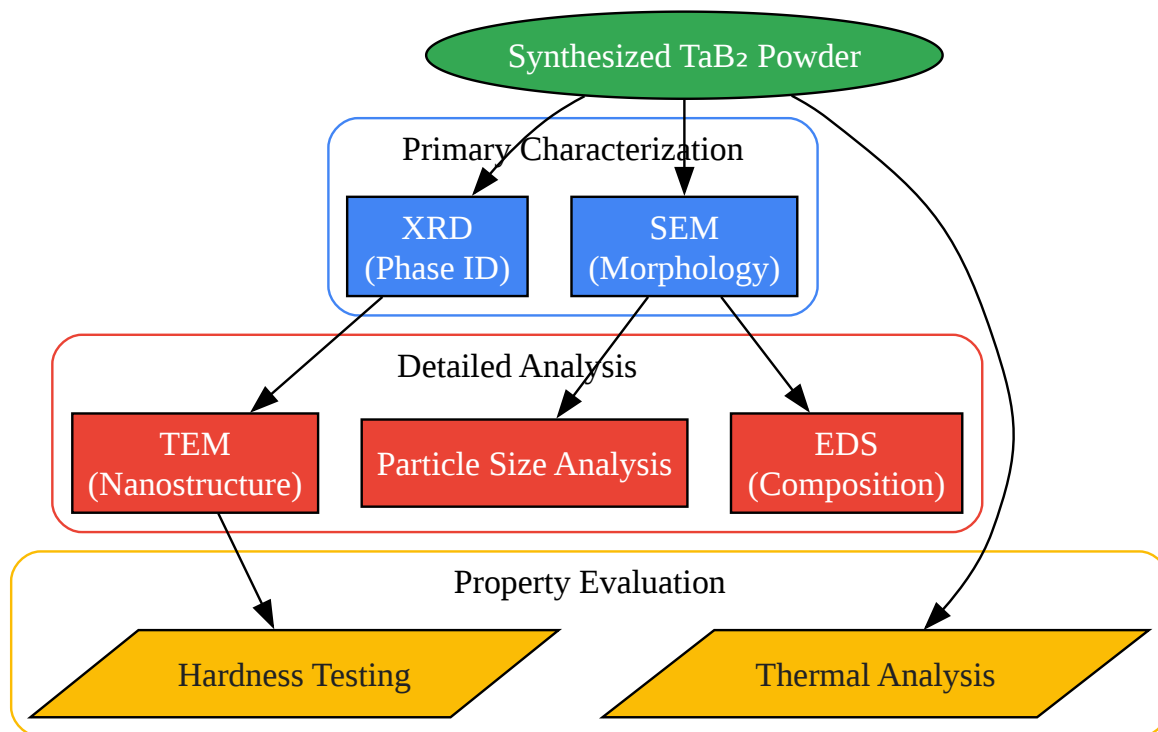 Synthesized TaB₂ Powder
Primary Characterization
XRD
(Phase ID)
SEM
(Morphology)
Detailed Analysis
TEM
(Nanostructure)
Particle Size Analysis
EDS
(Composition)
Property Evaluation
Hardness Testing
Thermal Analysis